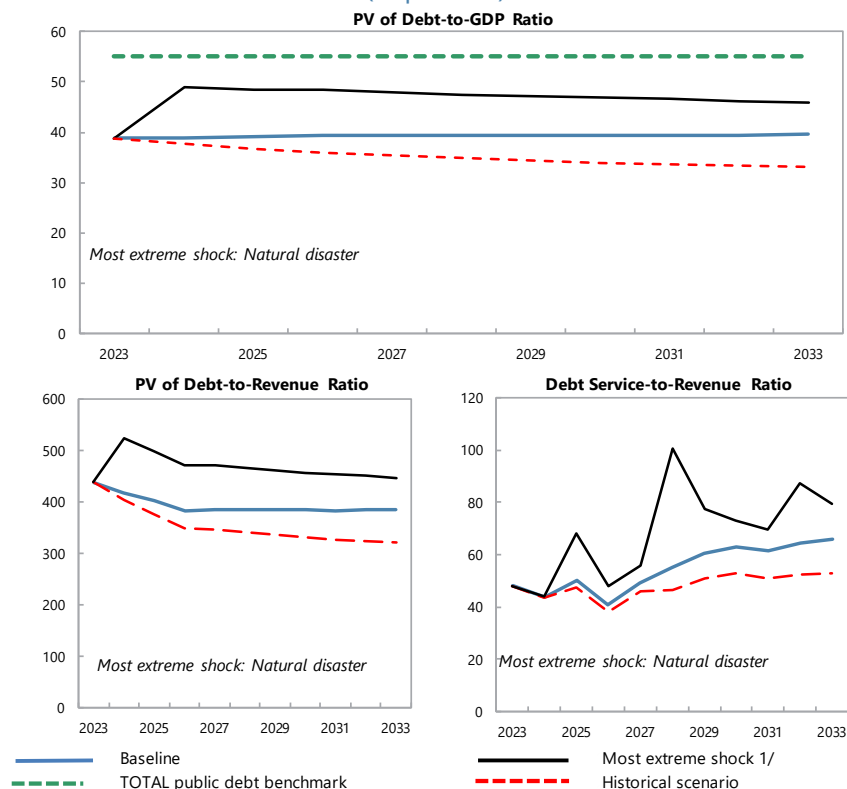 PV of Debt-to-GDP Ratio
60
50
40
30
20
10
0
Most extreme shock: Natural disaster
2023 2025 2027 2029 2031 2033
PV of Debt-to-Revenue Ratio
600
500
400
300
200
100
0
Most extreme shock: Natural disaster
2023 2025 2027 2029 2031 2033
Debt Service-to-Revenue Ratio
120
100
80
60
40
20
0
Most extreme shock: Natural disaster
2023 2025 2027 2029 2031 2033
Baseline
Most extreme shock 1/
TOTAL public debt benchmark
Historical scenario